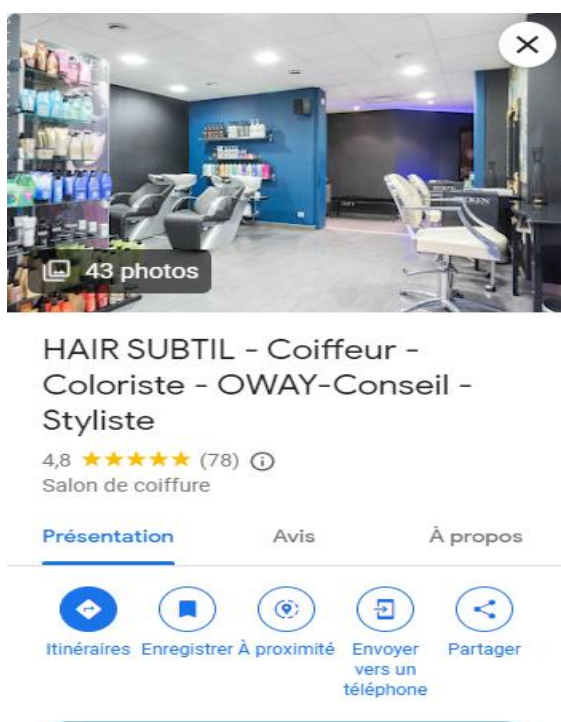 43 photos
HAIR SUBTIL - Coiffeur -
Coloriste - OWAY-Conseil -
Styliste
4,8 (78)
Salon de coiffure
Présentation Avis À propos
Itinéraires Enregistrer À proximité Envoyer vers un téléphone Partager